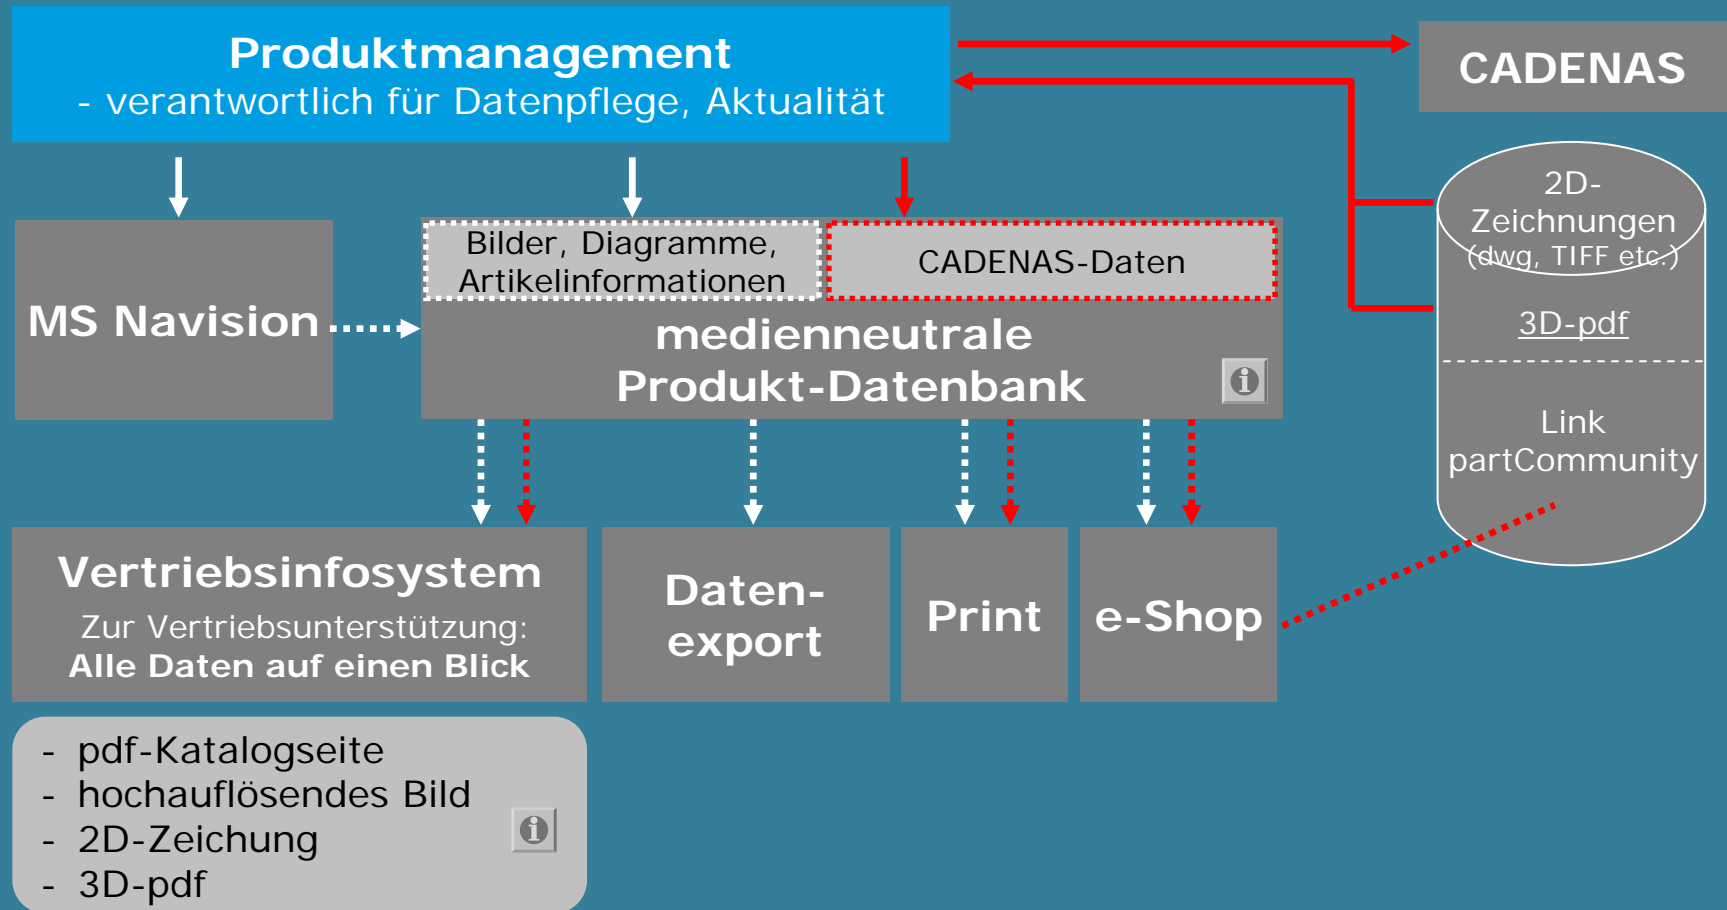 Produktmanagement
- verantwortlich für Datenpflege, Aktualität
CADENAS
2D-
Zeichnungen
(dwg, TIFF etc.)
3D-pdf
Link
partCommunity
MS Navision
Bilder, Diagramme,
Artikelinformationen
CADENAS-Daten
medienneutrale
Produkt-Datenbank
i
Vertriebsinfosystem
Zur Vertriebsunterstützung:
Alle Daten auf einen Blick
Daten-
export
Print
e-Shop
- pdf-Katalogseite
- hochauflösendes Bild
- 2D-Zeichung
- 3D-pdf
i